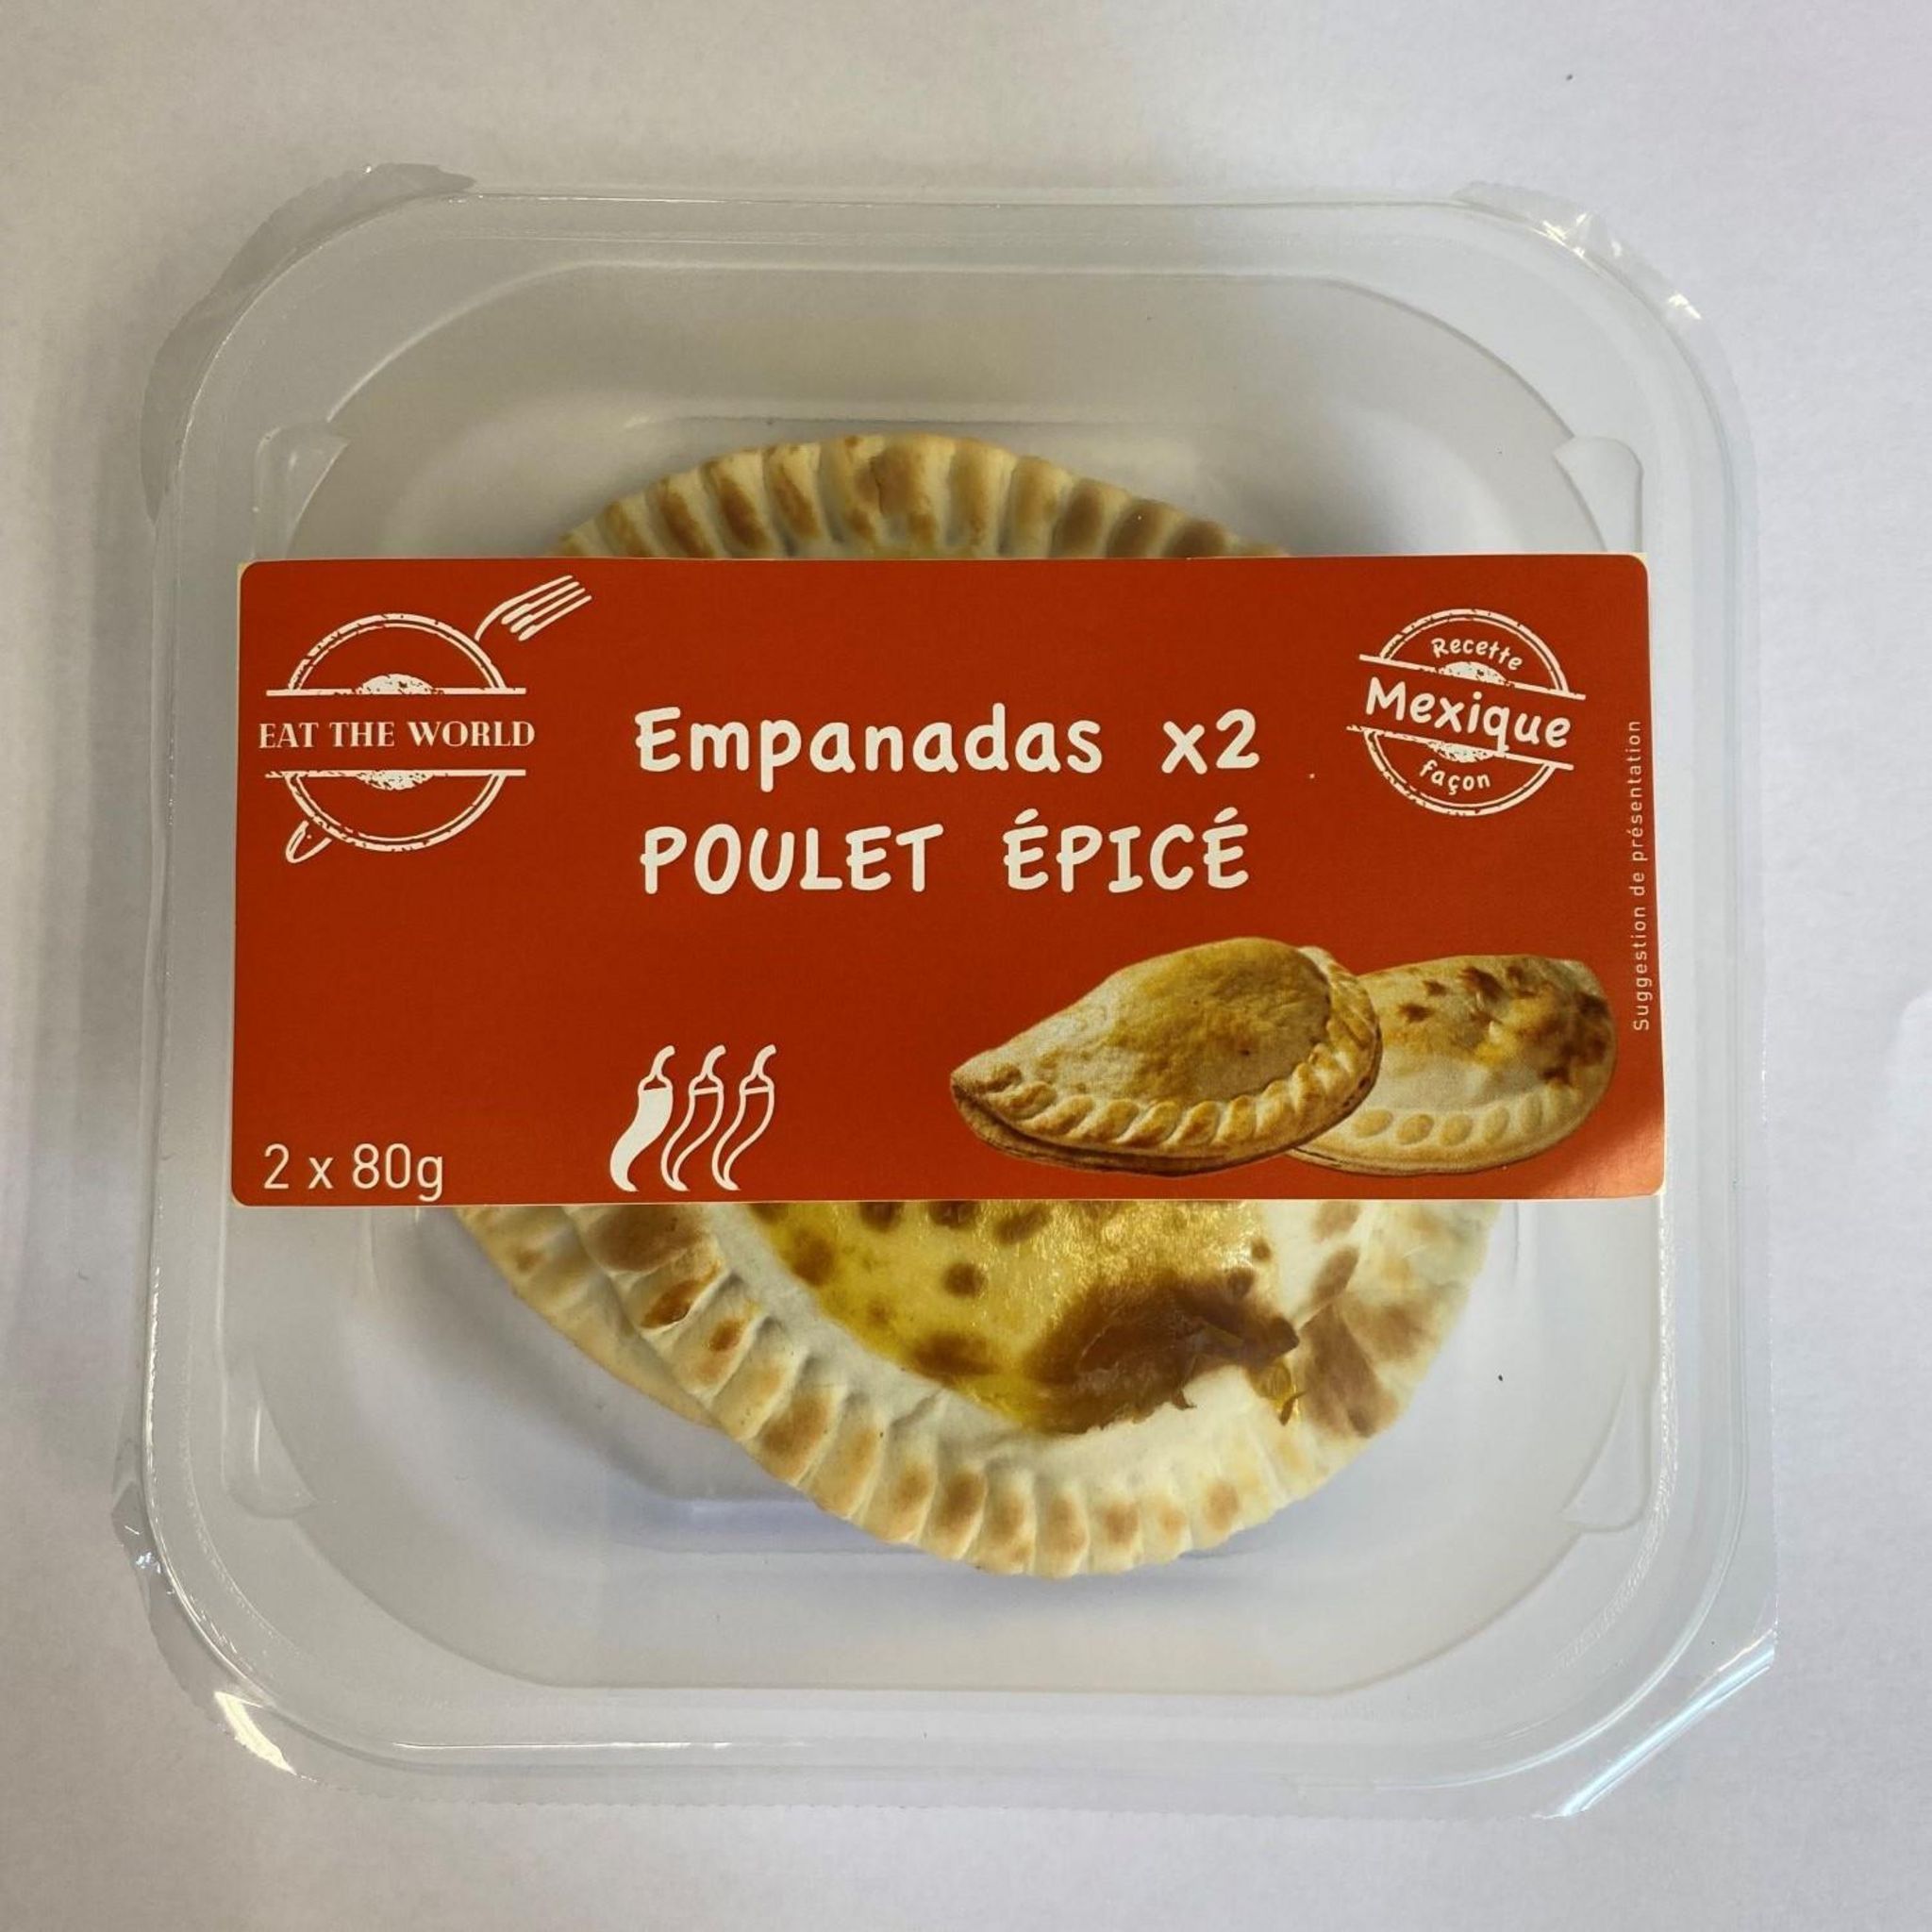 EAT THE WORLD
Empanadas x2
POULET ÉPICÉ
Recette
Mexique
façon
Suggestion de présentation
2 x 80g